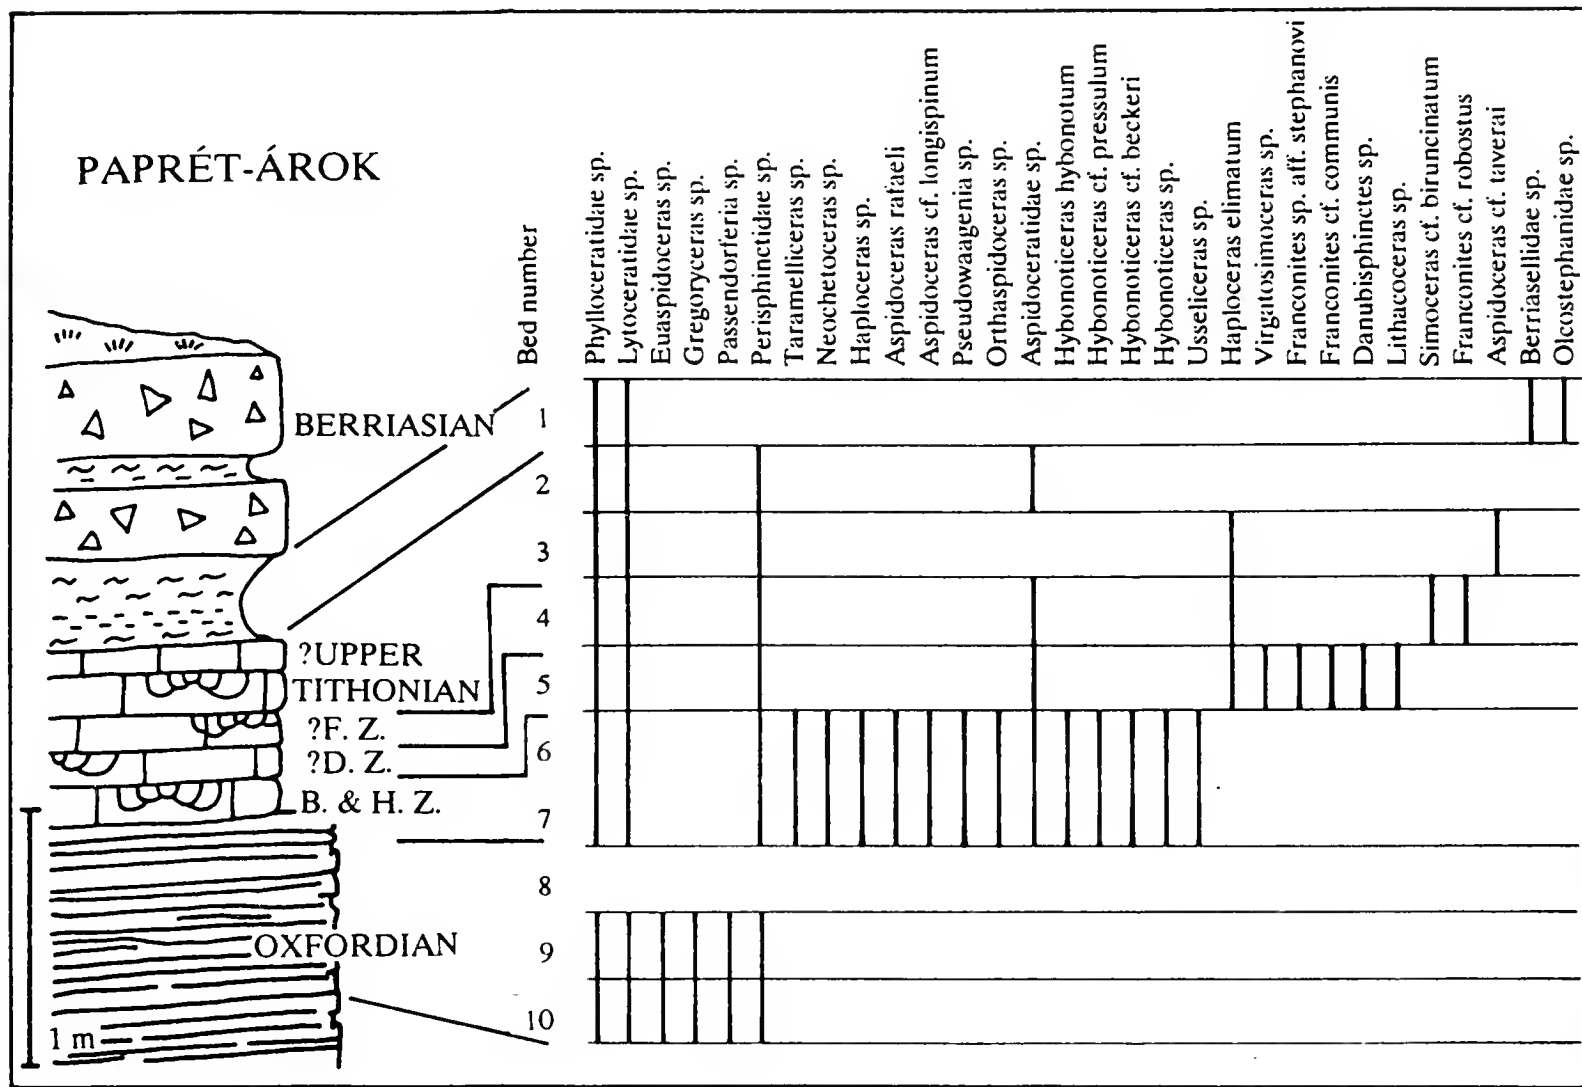 PAPRÉT-ÁROK
Bed number
Phylloceratidae sp.
Lytoceratidae sp.
Euaspidoceras sp.
Gregoryceras sp.
Passendorferia sp.
Perisphinctidae sp.
Taramelliceras sp.
Neochetoceras sp.
Haploceras sp.
Aspidoceras rafaeli
Aspidoceras cf. longispinum
Pseudowaagenia sp.
Orthaspidoceras sp.
Aspidoceratidae sp.
Hybonoticeras hybonotum
Hybonoticeras cf. pressulum
Hybonoticeras cf. beckeri
Hybonoticeras sp.
Usseliceras sp.
Haploceras elimatum
Virgatosimoceras sp.
Franconites sp. aff. stephanovi
Franconites cf. communis
Danubisphinctes sp.
Lithacoceras sp.
Simoceras cf. biruncinatum
Franconites cf. robostus
Aspidoceras cf. taverai
Berriasellidae sp.
Olcostephanidae sp.
BERRIASIAN
?UPPER
TITHONIAN
?F. Z.
?D. Z.
B. & H. Z.
OXFORDIAN
1 m
1
2
3
4
5
6
7
8
9
10